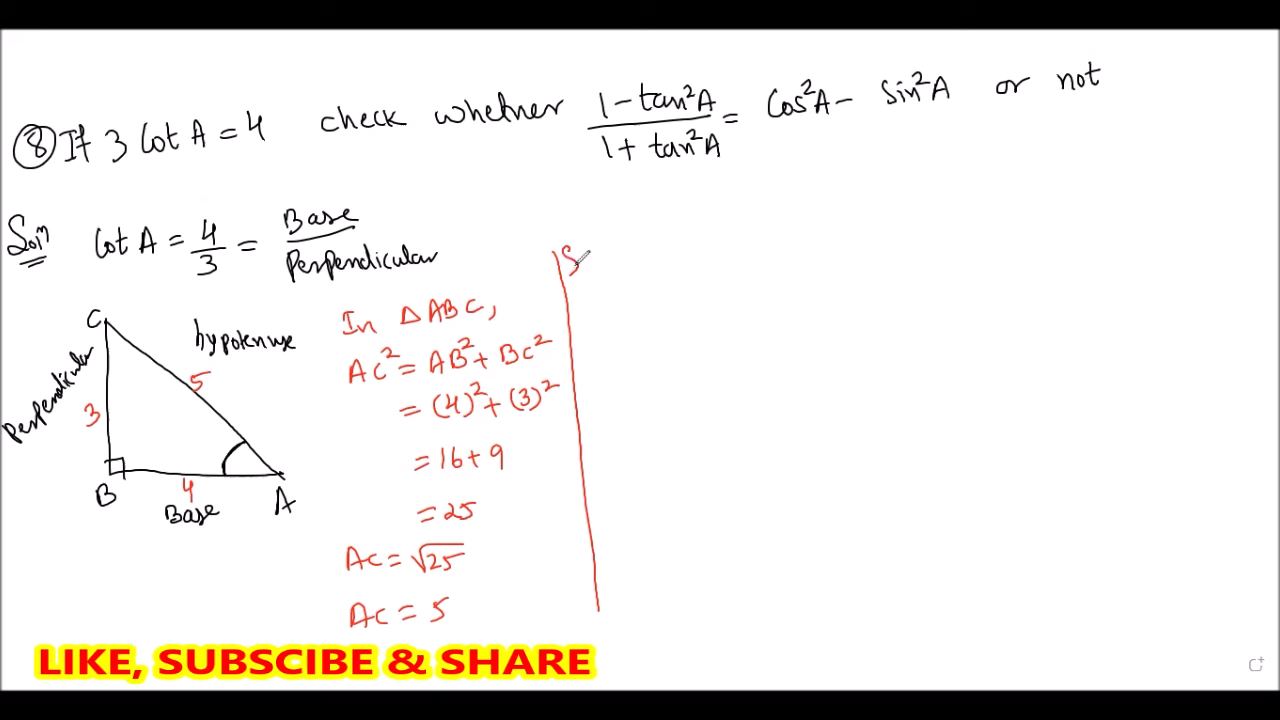 ⑧ If 3 Cot A = 4 check whether (1 - tan²A)/(1 + tan²A) = Cos²A - Sin²A or not
Solⁿ Cot A = 4/3 = Base/Perpendicular
C
hypotenuse
Perpendicular
5
3
B
4
Base
A
In △ ABC,
AC² = AB² + BC²
= (4)² + (3)²
= 16 + 9
= 25
AC = √25
AC = 5
S
LIKE, SUBSCIBE & SHARE